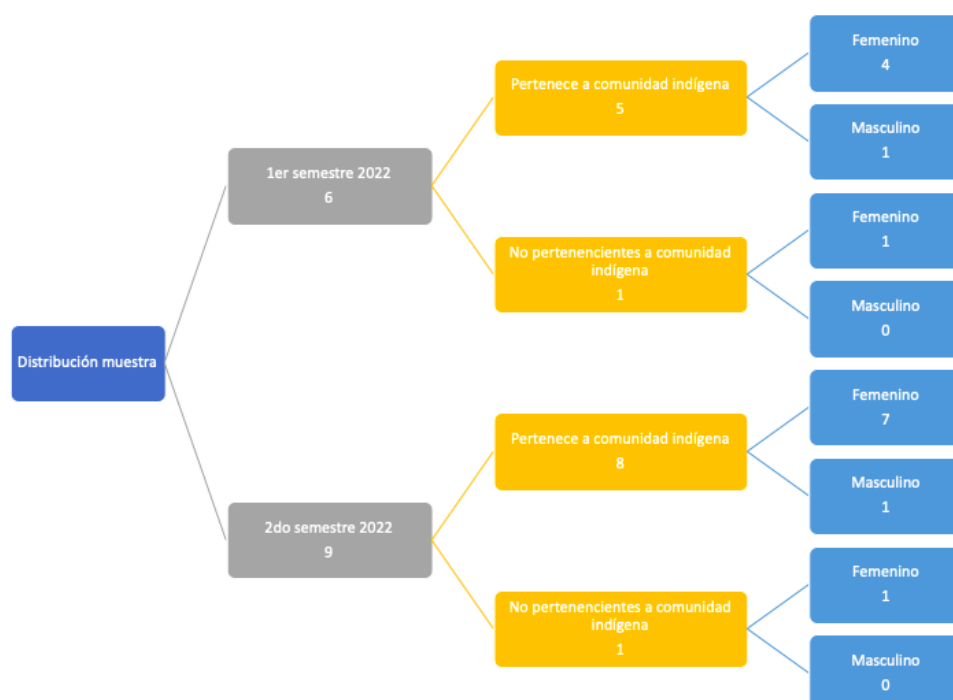 Distribución muestra
1er semestre 2022
6
Pertenece a comunidad indígena
5
Femenino
4
Masculino
1
No pertenencientes a comunidad
indígena
1
Femenino
1
Masculino
0
2do semestre 2022
9
Pertenece a comunidad indígena
8
Femenino
7
Masculino
1
No pertenencientes a comunidad
indígena
1
Femenino
1
Masculino
0